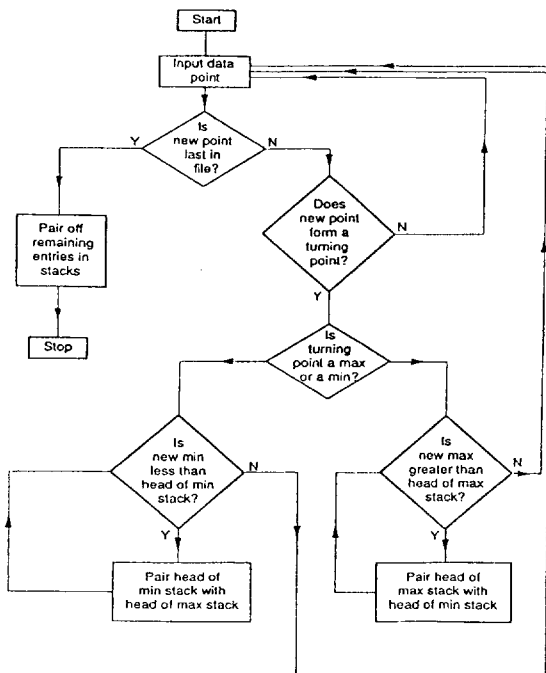 Start
Input data
point
Is
new point
last in
file?
Y
N
Pair off
remaining
entries in
stacks
Stop
Does
new point
form a
turning
point?
N
Y
Is
turning
point a max
or a min?
Is
new min
less than
head of min
stack?
N
Y
Pair head of
min stack with
head of max stack
Is
new max
greater than
head of max
stack?
N
Y
Pair head of
max stack with
head of min stack